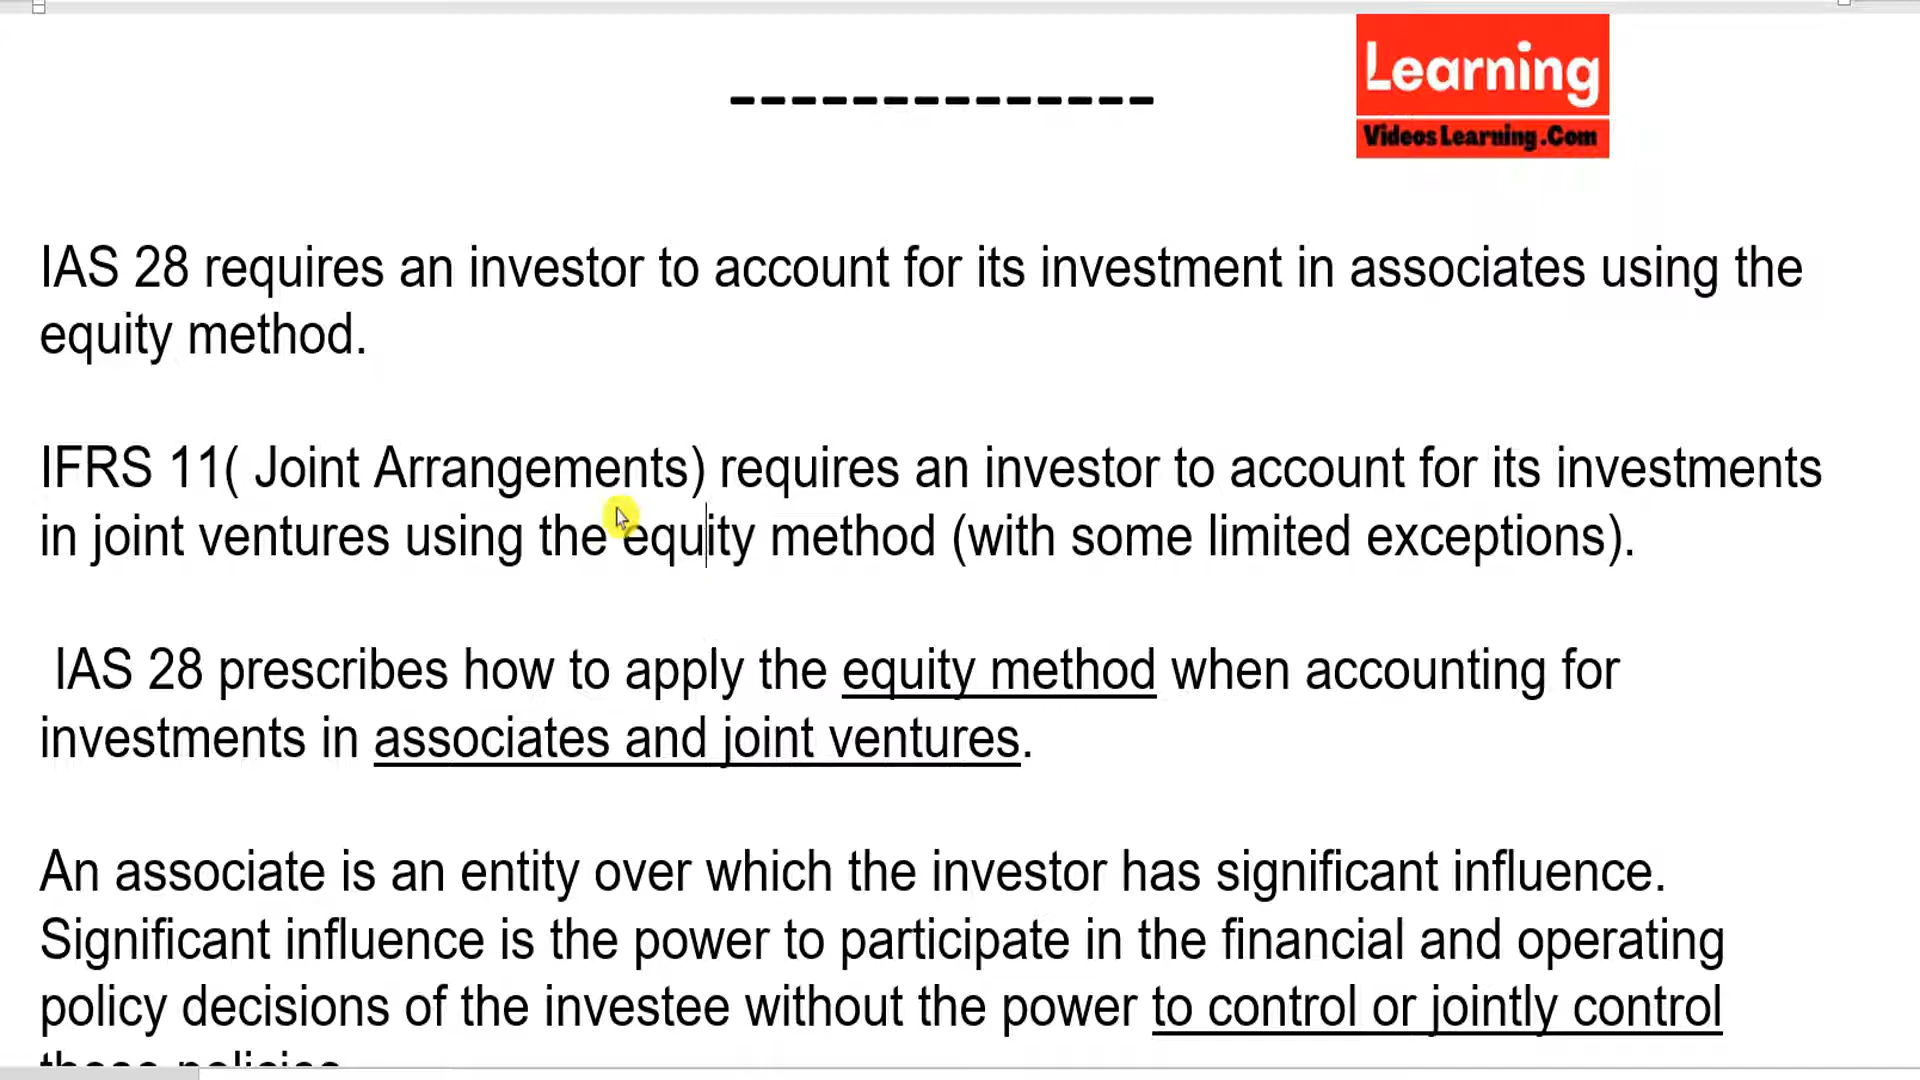 Learning
VideosLearning.Com
--------------
IAS 28 requires an investor to account for its investment in associates using the
equity method.
IFRS 11( Joint Arrangements) requires an investor to account for its investments
in joint ventures using the equity method (with some limited exceptions).
IAS 28 prescribes how to apply the equity method when accounting for
investments in associates and joint ventures.
An associate is an entity over which the investor has significant influence.
Significant influence is the power to participate in the financial and operating
policy decisions of the investee without the power to control or jointly control